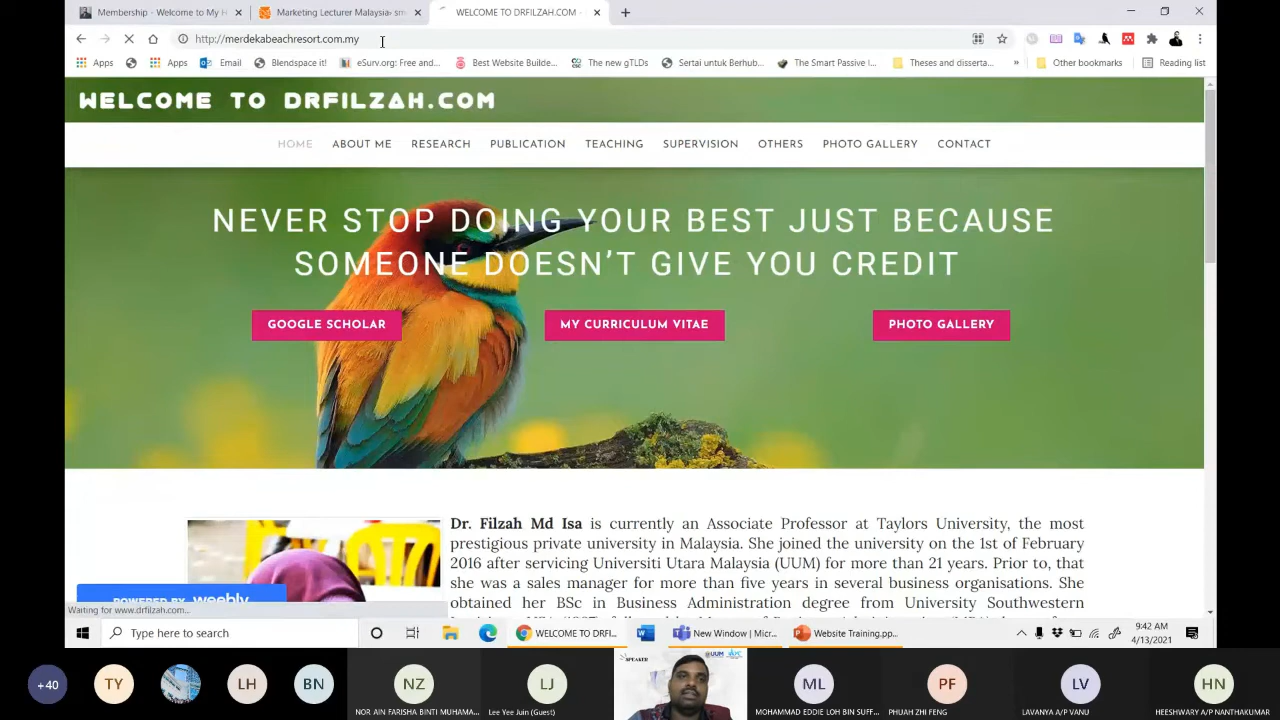 Membership - Welcome to My H
Marketing Lecturer Malaysia- sm
WELCOME TO DRFILZAH.COM -
http://merdekabeachresort.com.my
Apps
Apps
Email
Blendspace it!
eSurv.org: Free and...
Best Website Builde...
The new gTLDs
Sertai untuk Berhub...
The Smart Passive I...
Theses and disserta...
»
Other bookmarks
Reading list
WELCOME TO DRFILZAH.COM
HOME ABOUT ME RESEARCH PUBLICATION TEACHING SUPERVISION OTHERS PHOTO GALLERY CONTACT
NEVER STOP DOING YOUR BEST JUST BECAUSE
SOMEONE DOESN'T GIVE YOU CREDIT
GOOGLE SCHOLAR
MY CURRICULUM VITAE
PHOTO GALLERY
Dr. Filzah Md Isa is currently an Associate Professor at Taylors University, the most
prestigious private university in Malaysia. She joined the university on the 1st of February
2016 after servicing Universiti Utara Malaysia (UUM) for more than 21 years. Prior to, that
she was a sales manager for more than five years in several business organisations. She
obtained her BSc in Business Administration degree from University Southwestern
POWERED BY weebly
Waiting for www.drfilzah.com...
Type here to search
WELCOME TO DRFI...
New Window | Micr...
Website Training.pp...
9:42 AM
4/13/2021
+40
TY
LH
BN
NZ
LJ
SPEAKER
UUM
ML
PF
LV
HN
NOR AIN FARISHA BINTI MUHAMA...
Lee Yee Juin (Guest)
MOHAMMAD EDDIE LOH BIN SUFF...
PHUAH ZHI FENG
LAVANYA A/P VANU
HEESHWARY A/P NANTHAKUMAR